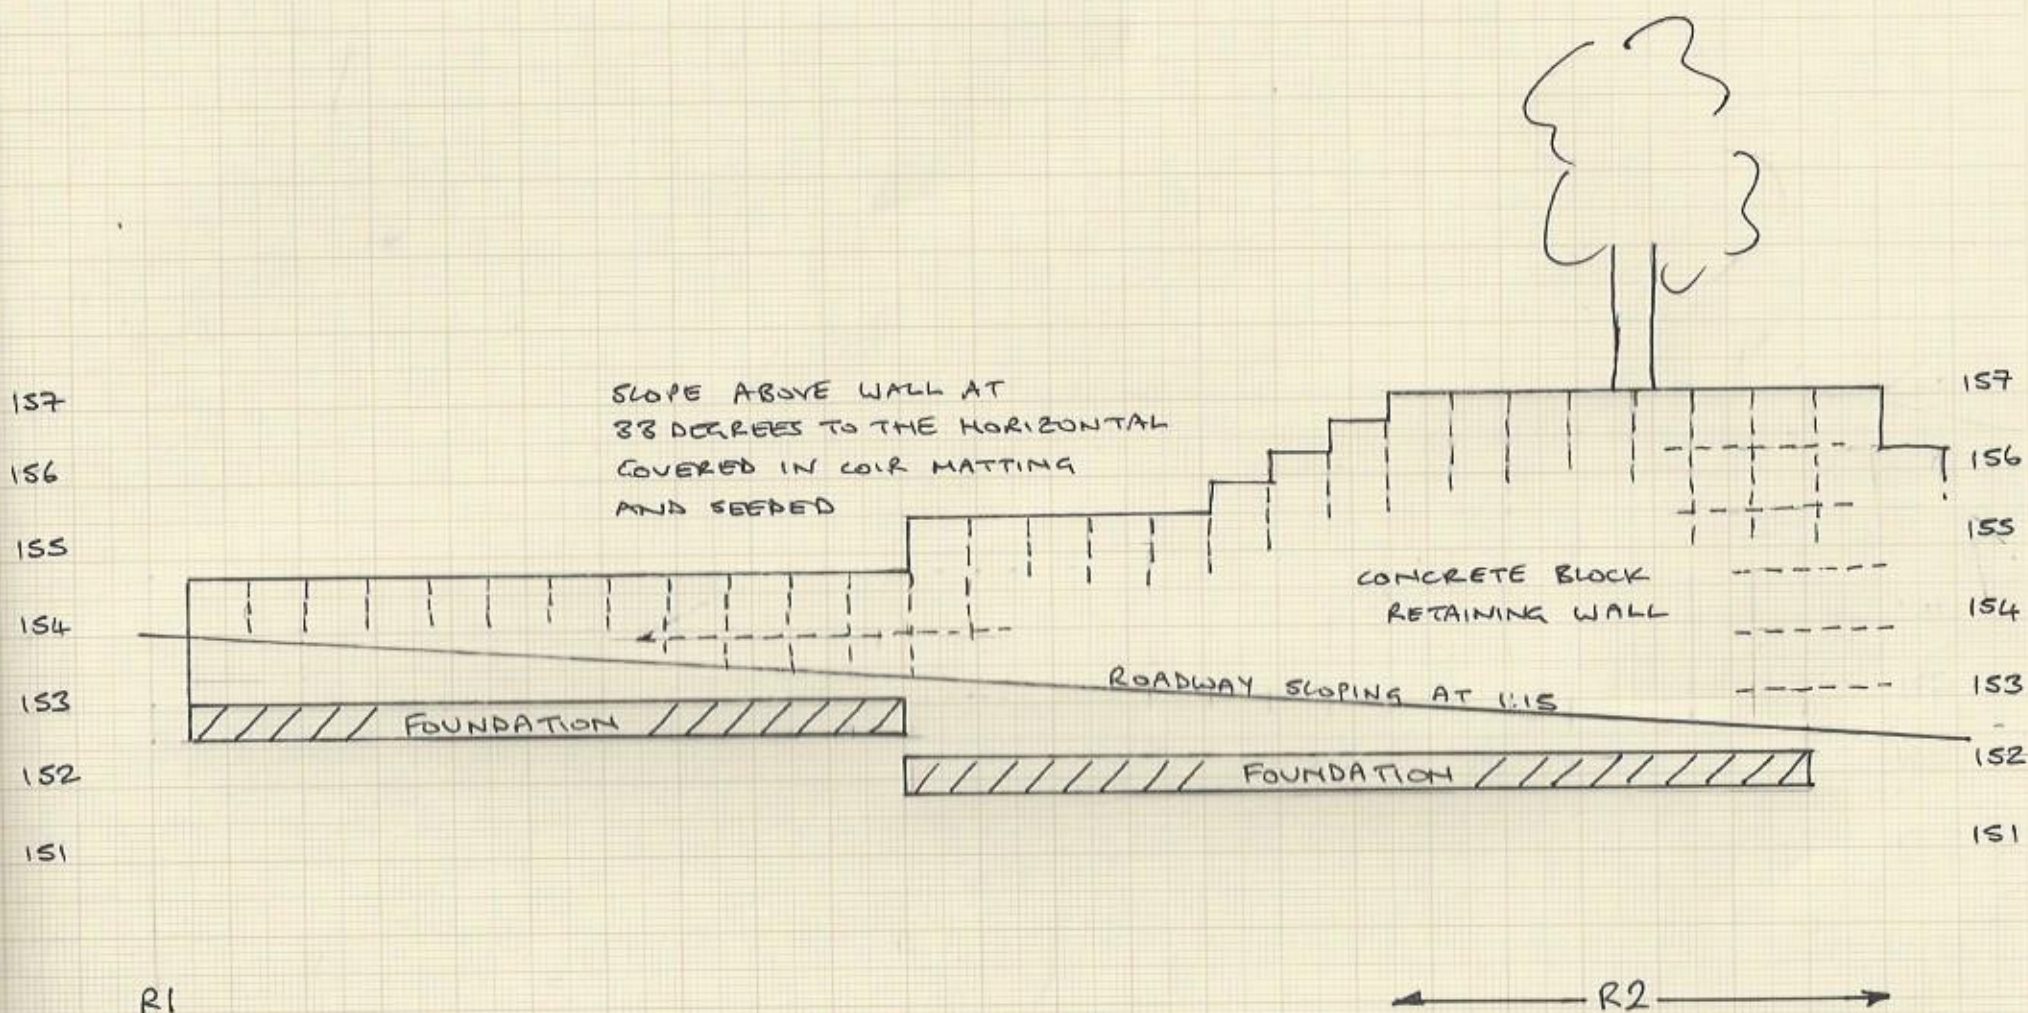 SLOPE ABOVE WALL AT
33 DEGREES TO THE HORIZONTAL
COVERED IN COIR MATTING
AND SEEDED
157
156
155
154
153
152
151
157
156
155
154
153
152
151
CONCRETE BLOCK
RETAINING WALL
ROADWAY SLOPING AT 1:15
FOUNDATION
FOUNDATION
R1
R2